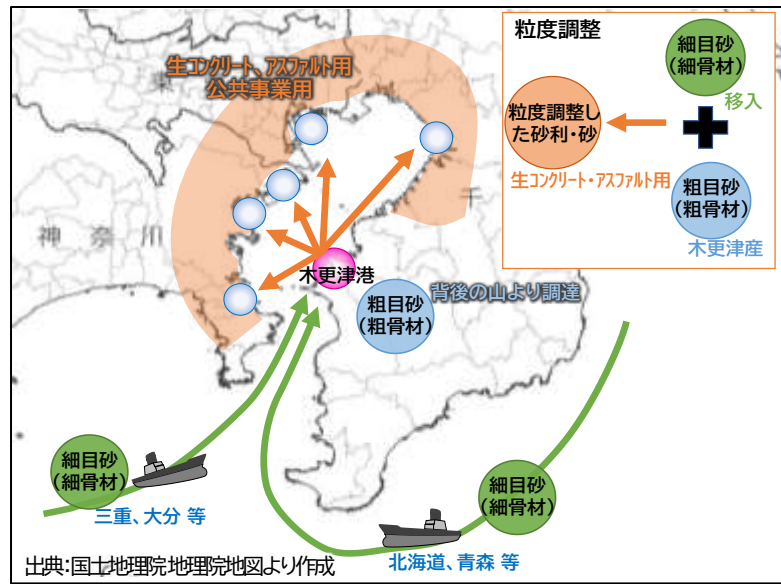 生コンクリート、アスファルト用
公共事業用
東
神奈川
千
木更津港
粗目砂
(粗骨材)
背後の山より調達
細目砂
(細骨材)
三重、大分 等
細目砂
(細骨材)
北海道、青森 等
出典:国土地理院地理院地図より作成
粒度調整
細目砂
(細骨材)
移入
粒度調整し
た砂利・砂
生コンクリート・アスファルト用
粗目砂
(粗骨材)
木更津産